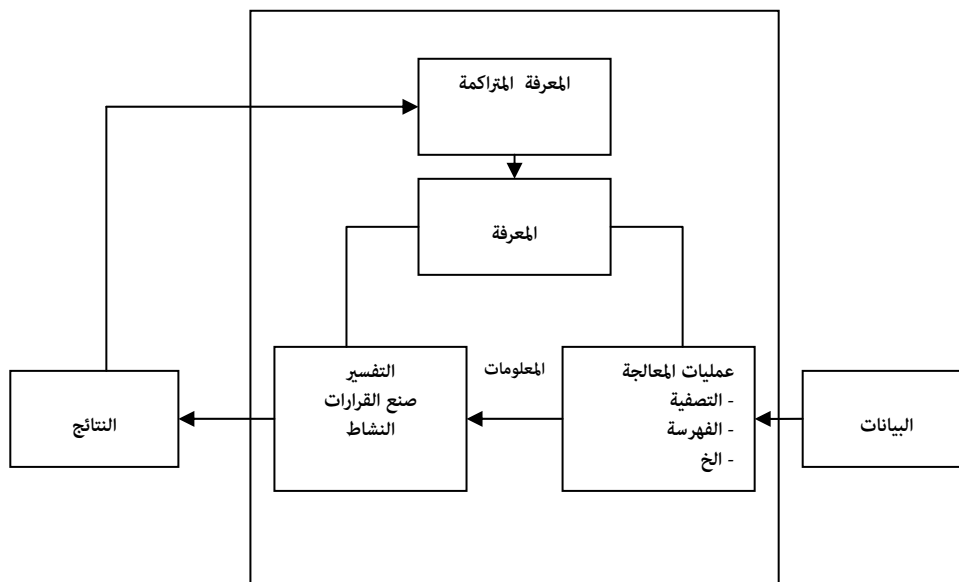 المعرفة المتراكمة
المعرفة
البيانات
عمليات المعالجة
- التصفية
- الفهرسة
- الخ
المعلومات
التفسير
صنع القرارات
النشاط
النتائج